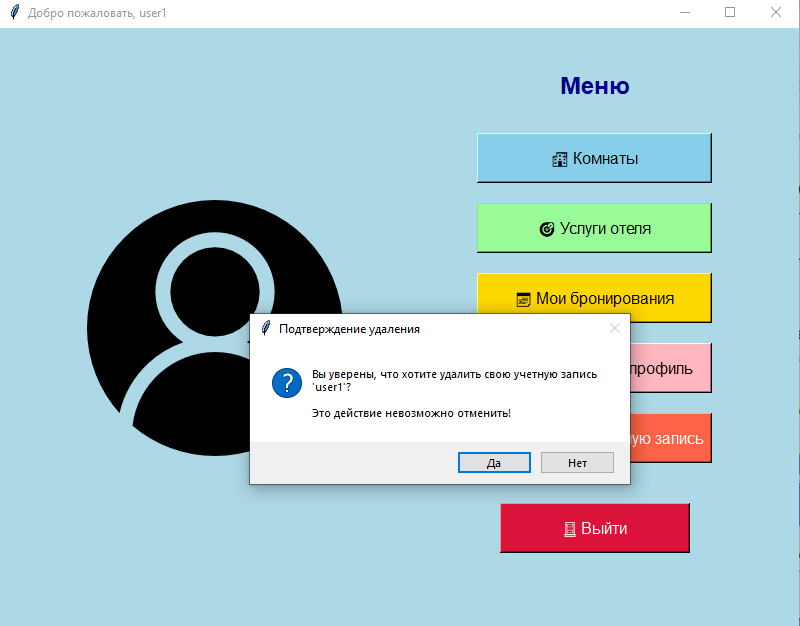 Добро пожаловать, user1
Меню
Комнаты
Услуги отеля
Мои бронирования
профиль
запись
Подтверждение удаления
Вы уверены, что хотите удалить свою учетную запись
'user1'?
Это действие невозможно отменить!
Да
Нет
Выйти